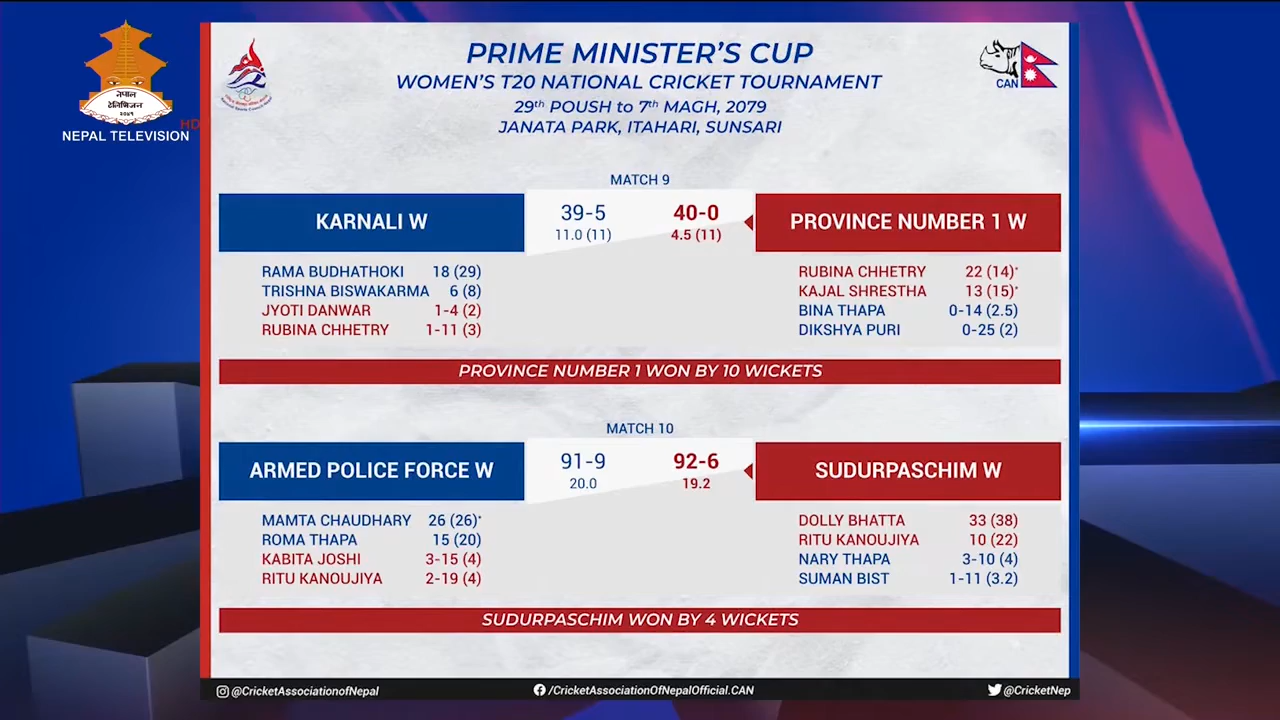 नेपाल
टेलिभिजन
२०४१
NEPAL TELEVISION
HD
PRIME MINISTER'S CUP
WOMEN'S T20 NATIONAL CRICKET TOURNAMENT
29th POUSH to 7th MAGH, 2079
JANATA PARK, ITAHARI, SUNSARI
CAN
MATCH 9
KARNALI W 39-5 40-0 PROVINCE NUMBER 1 W
11.0 (11) 4.5 (11)
RAMA BUDHATHOKI 18 (29) RUBINA CHHETRY 22 (14)*
TRISHNA BISWAKARMA 6 (8) KAJAL SHRESTHA 13 (15)*
JYOTI DANWAR 1-4 (2) BINA THAPA 0-14 (2.5)
RUBINA CHHETRY 1-11 (3) DIKSHYA PURI 0-25 (2)
PROVINCE NUMBER 1 WON BY 10 WICKETS
MATCH 10
ARMED POLICE FORCE W 91-9 92-6 SUDURPASCHIM W
20.0 19.2
MAMTA CHAUDHARY 26 (26)* DOLLY BHATTA 33 (38)
ROMA THAPA 15 (20) RITU KANOUJIYA 10 (22)
KABITA JOSHI 3-15 (4) NARY THAPA 3-10 (4)
RITU KANOUJIYA 2-19 (4) SUMAN BIST 1-11 (3.2)
SUDURPASCHIM WON BY 4 WICKETS
@CricketAssociationofNepal /CricketAssociationOfNepalOfficial.CAN @CricketNep